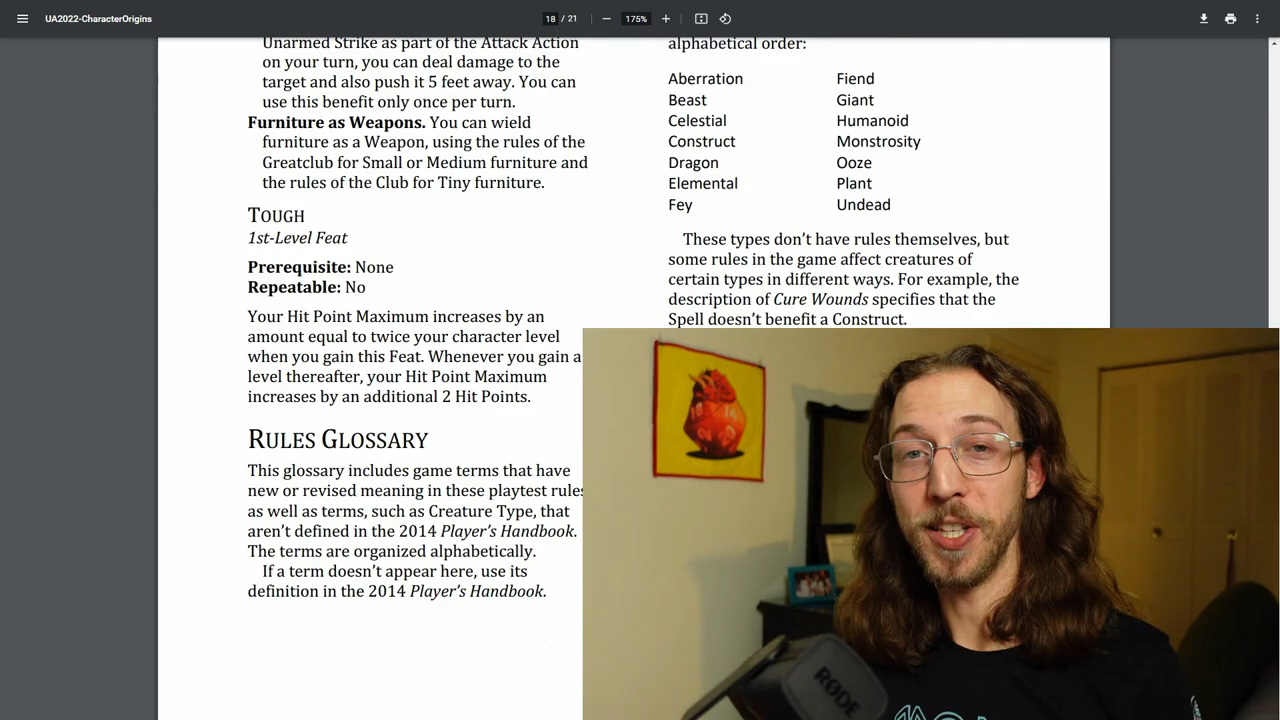 UA2022-CharacterOrigins
18 / 21
175%
Unarmed Strike as part of the Attack Action
on your turn, you can deal damage to the
target and also push it 5 feet away. You can
use this benefit only once per turn.
Furniture as Weapons. You can wield
furniture as a Weapon, using the rules of the
Greatclub for Small or Medium furniture and
the rules of the Club for Tiny furniture.
TOUGH
1st-Level Feat
Prerequisite: None
Repeatable: No
Your Hit Point Maximum increases by an
amount equal to twice your character level
when you gain this Feat. Whenever you gain a
level thereafter, your Hit Point Maximum
increases by an additional 2 Hit Points.
RULES GLOSSARY
This glossary includes game terms that have
new or revised meaning in these playtest rules
as well as terms, such as Creature Type, that
aren’t defined in the 2014 Player’s Handbook.
The terms are organized alphabetically.
If a term doesn’t appear here, use its
definition in the 2014 Player’s Handbook.
alphabetical order:
Aberration
Beast
Celestial
Construct
Dragon
Elemental
Fey
Fiend
Giant
Humanoid
Monstrosity
Ooze
Plant
Undead
These types don’t have rules themselves, but
some rules in the game affect creatures of
certain types in different ways. For example, the
description of Cure Wounds specifies that the
Spell doesn’t benefit a Construct.
RØDE